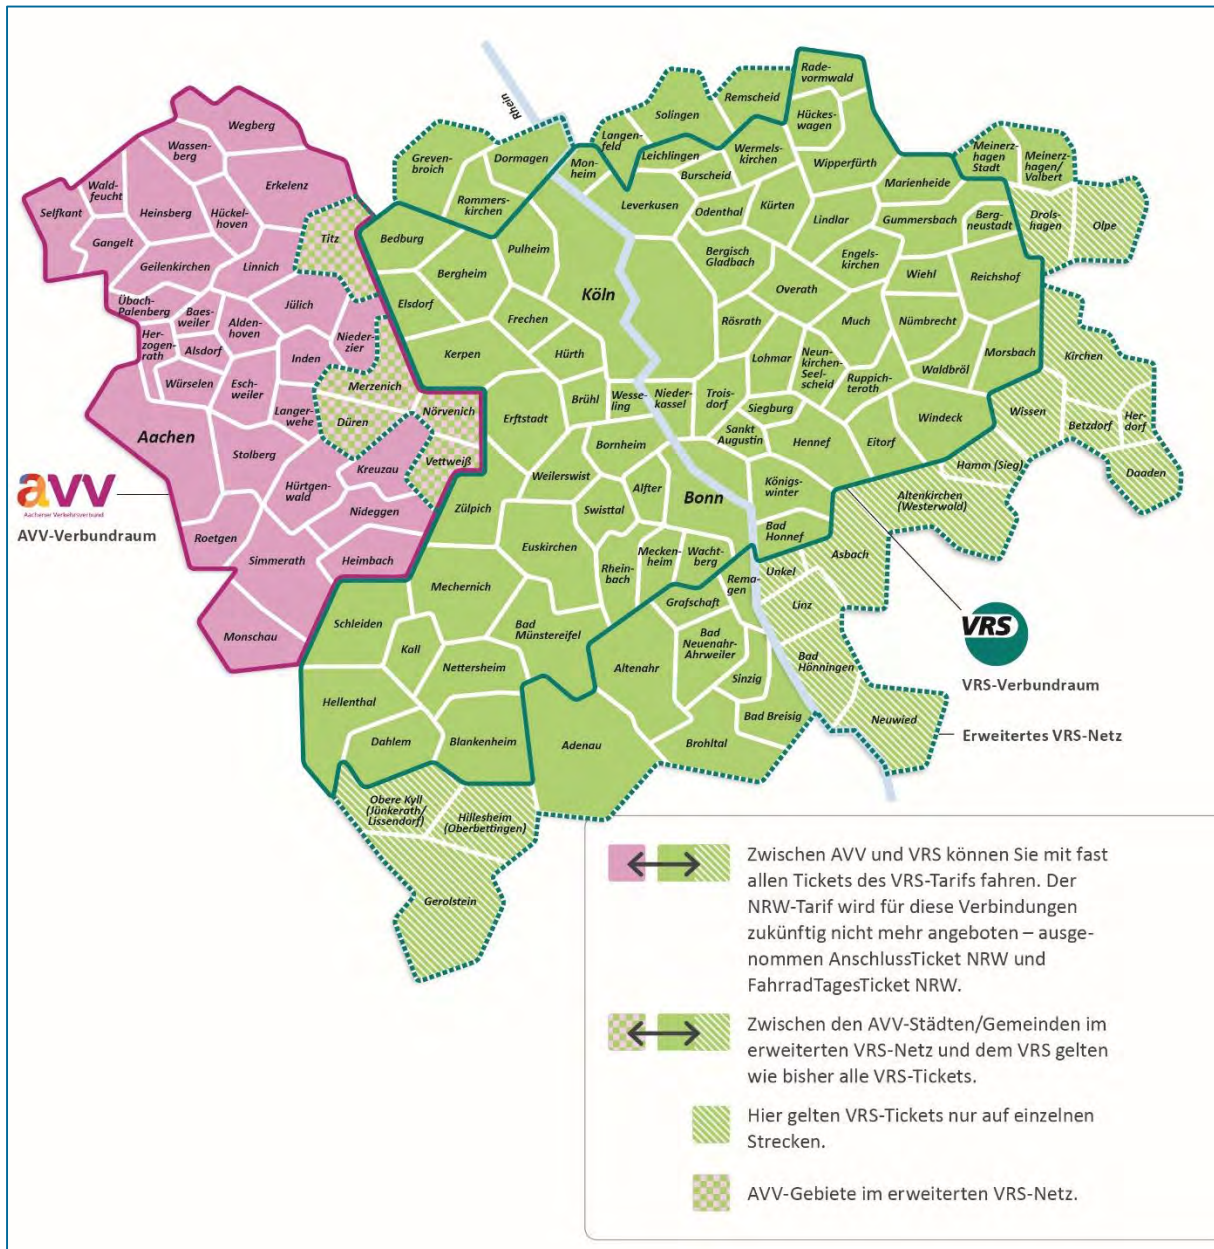 Rhein
Rade-
vormwald
Remscheid
Solingen
Hückes-
wagen
Langen-
feld
Leichlingen
Wermels-
kirchen
Wipperfürth
Meinerz-
hagen
Stadt
Meinerz-
hagen/
Valbert
Wegberg
Wassen-
berg
Greven-
broich
Dormagen
Mon-
heim
Burscheid
Marienheide
Erkelenz
Wald-
feucht
Rommers-
kirchen
Leverkusen
Odenthal
Kürten
Lindlar
Gummersbach
Berg-
neustadt
Drols-
hagen
Olpe
Selfkant
Heinsberg
Hückel-
hoven
Titz
Bedburg
Pulheim
Bergisch
Gladbach
Engels-
kirchen
Gangelt
Geilenkirchen
Linnich
Bergheim
Wiehl
Reichshof
Übach-
Palenberg
Baes-
weiler
Jülich
Elsdorf
Köln
Overath
Her-
zogen-
rath
Alsdorf
Alden-
hoven
Nieder-
zier
Frechen
Rösrath
Much
Nümbrecht
Inden
Kerpen
Hürth
Lohmar
Neun-
kirchen-
Seel-
scheid
Morsbach
Kirchen
Würselen
Esch-
weiler
Merzenich
Ruppich-
teroth
Waldbröl
Langer-
wehe
Düren
Nörvenich
Erftstadt
Brühl
Wesse-
ling
Nieder-
kassel
Trois-
dorf
Siegburg
Windeck
Wissen
Betzdorf
Her-
dorf
Aachen
Stolberg
Vettweiß
Bornheim
Sankt
Augustin
Hennef
Eitorf
Hamm (Sieg)
Daaden
Kreuzau
Weilerswist
Alfter
Bonn
Königs-
winter
Altenkirchen
(Westerwald)
avv
Aachener Verkehrsverbund
AVV-Verbundraum
Hürtgen-
wald
Nideggen
Zülpich
Swisttal
Bad
Honnef
Asbach
Roetgen
Simmerath
Heimbach
Euskirchen
Rhein-
bach
Mecken-
heim
Wacht-
berg
Rema-
gen
Unkel
Mechernich
Grafschaft
Linz
Monschau
Schleiden
Kall
Bad
Münstereifel
Nettersheim
Altenahr
Bad
Neuenahr-
Ahrweiler
Sinzig
Bad
Hönningen
VRS
VRS-Verbundraum
Hellenthal
Bad Breisig
Neuwied
Erweitertes VRS-Netz
Dahlem
Blankenheim
Adenau
Brohltal
Obere Kyll
(Jünkerath/
Lissendorf)
Hillesheim
(Oberbettingen)
Gerolstein
Zwischen AVV und VRS können Sie mit fast
allen Tickets des VRS-Tarifs fahren. Der
NRW-Tarif wird für diese Verbindungen
zukünftig nicht mehr angeboten – ausge-
nommen AnschlussTicket NRW und
FahrradTagesTicket NRW.
Zwischen den AVV-Städten/Gemeinden im
erweiterten VRS-Netz und dem VRS gelten
wie bisher alle VRS-Tickets.
Hier gelten VRS-Tickets nur auf einzelnen
Strecken.
AVV-Gebiete im erweiterten VRS-Netz.